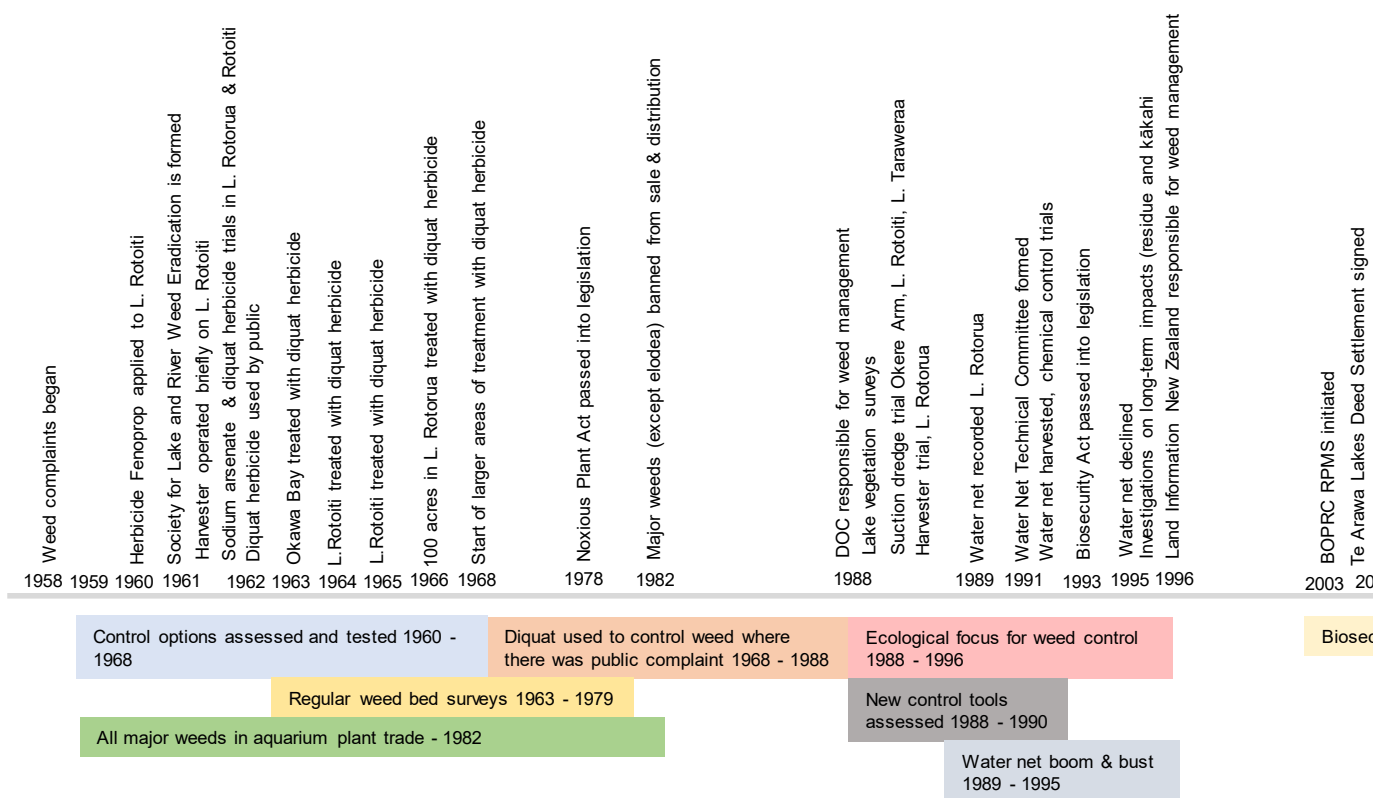 Weed complaints began
Herbicide Fenoprop applied to L. Rotoiti
Society for Lake and River Weed Eradication is formed
Harvester operated briefly on L. Rotoiti
Sodium arsenate & diquat herbicide trials in L. Rotorua & Rotoiti
Diquat herbicide used by public
Okawa Bay treated with diquat herbicide
L.Rotoiti treated with diquat herbicide
L.Rotoiti treated with diquat herbicide
100 acres in L. Rotorua treated with diquat herbicide
Start of larger areas of treatment with diquat herbicide
Noxious Plant Act passed into legislation
Major weeds (except elodea) banned from sale & distribution
DOC responsible for weed management
Lake vegetation surveys
Suction dredge trial Okere Arm, L. Rotoiti, L. Taraweraa
Harvester trial, L. Rotorua
Water net recorded L. Rotorua
Water Net Technical Committee formed
Water net harvested, chemical control trials
Biosecurity Act passed into legislation
Water net declined
Investigations on long-term impacts (residue and kākahi
Land Information New Zealand responsible for weed management
BOPRC RPMS initiated
Te Arawa Lakes Deed Settlement signed
1958 1959 1960 1961 1962 1963 1964 1965 1966 1968 1978 1982 1988 1989 1991 1993 1995 1996 2003 20
Control options assessed and tested 1960 -
1968
Diquat used to control weed where
there was public complaint 1968 - 1988
Ecological focus for weed control
1988 - 1996
Biosec
Regular weed bed surveys 1963 - 1979
New control tools
assessed 1988 - 1990
All major weeds in aquarium plant trade - 1982
Water net boom & bust
1989 - 1995